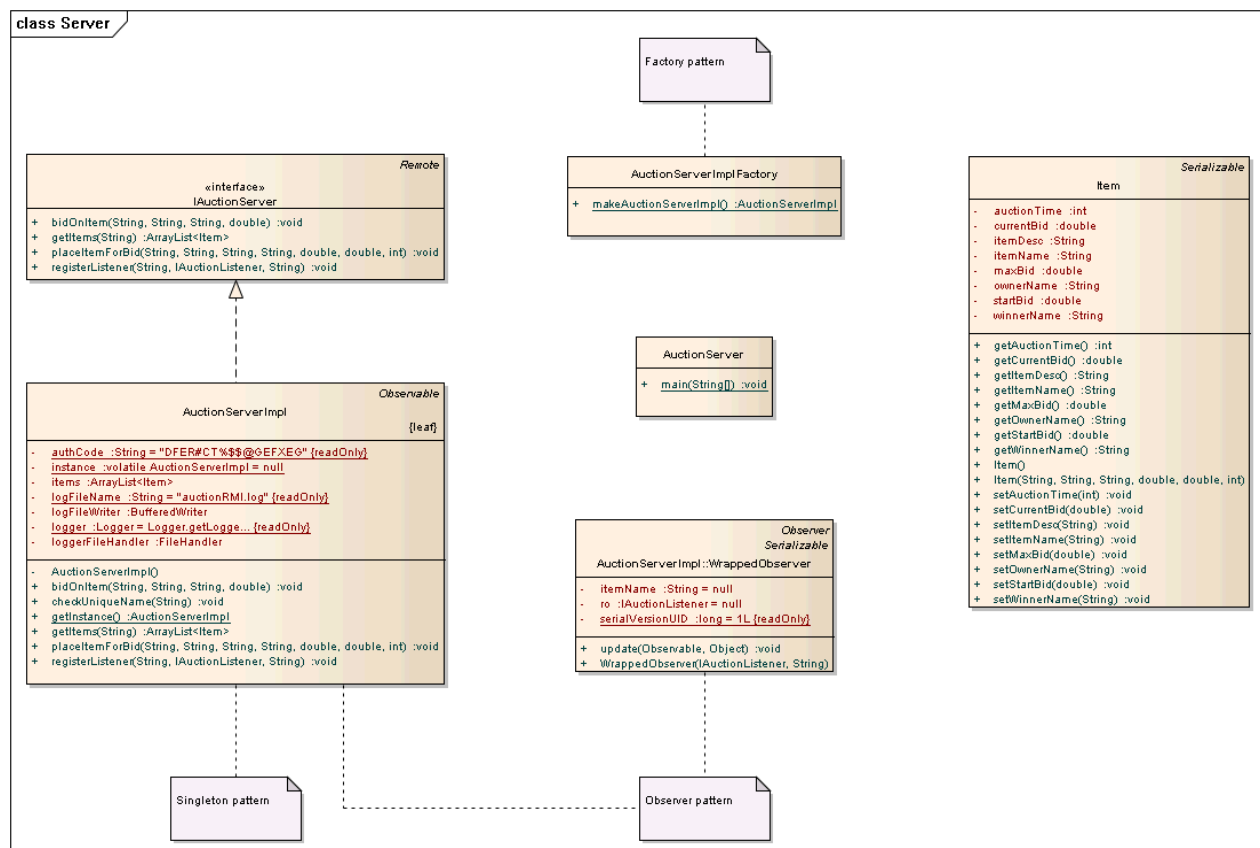 class Server
Factory pattern
Remote
«interface»
IAuctionServer
+ bidOnItem(String, String, String, double) :void
+ getItems(String) :ArrayList<Item>
+ placeItemForBid(String, String, String, String, double, double, int) :void
+ registerListener(String, IAuctionListener, String) :void
AuctionServerImplFactory
+ makeAuctionServerImpl() :AuctionServerImpl
Serializable
Item
- auctionTime :int
- currentBid :double
- itemDesc :String
- itemName :String
- maxBid :double
- ownerName :String
- startBid :double
- winnerName :String
+ getAuctionTime() :int
+ getCurrentBid() :double
+ getItemDesc() :String
+ getItemName() :String
+ getMaxBid() :double
+ getOwnerName() :String
+ getStartBid() :double
+ getWinnerName() :String
+ Item()
+ Item(String, String, String, double, double, int)
+ setAuctionTime(int) :void
+ setCurrentBid(double) :void
+ setItemDesc(String) :void
+ setItemName(String) :void
+ setMaxBid(double) :void
+ setOwnerName(String) :void
+ setStartBid(double) :void
+ setWinnerName(String) :void
AuctionServer
+ main(String[]) :void
Observable
AuctionServerImpl
{leaf}
- authCode :String = "DFER#CT%$$@GEFXEG" {readOnly}
- instance :volatile AuctionServerImpl = null
- items :ArrayList<Item>
- logFileName :String = "auctionRMI.log" {readOnly}
- logFileWriter :BufferedWriter
- logger :Logger = Logger.getLogge... {readOnly}
- loggerFileHandler :FileHandler
- AuctionServerImpl()
+ bidOnItem(String, String, String, double) :void
+ checkUniqueName(String) :void
+ getInstance() :AuctionServerImpl
+ getItems(String) :ArrayList<Item>
+ placeItemForBid(String, String, String, String, double, double, int) :void
+ registerListener(String, IAuctionListener, String) :void
Observer
Serializable
AuctionServerImpl::WrappedObserver
- itemName :String = null
- ro :IAuctionListener = null
- serialVersionUID :long = 1L {readOnly}
+ update(Observable, Object) :void
+ WrappedObserver(IAuctionListener, String)
Singleton pattern
Observer pattern